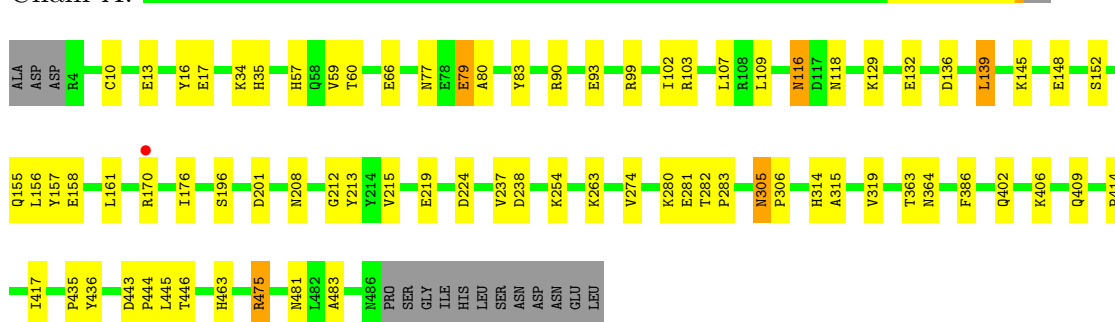 ALA ASP ASP R4 C10 E13 Y16 E17 K34 H35 H57 Q58 V59 T60 E66 N77 E78 E79 A80 Y83 R90 E93 R99 I102 R103 L107 R108 L109 N116 D117 N118 K129 E132 D136 L139 K145 E148 S152
Q155 L156 Y157 E158 L161 R170 I176 S196 D201 N208 G212 Y213 Y214 V215 E219 D224 V237 D238 K254 K263 V274 K280 E281 T282 P283 N305 P306 H314 A315 V319 T363 N364 F386 Q402 K406 Q409
I417 P435 Y436 D443 P444 L445 T446 H463 R475 N481 L482 A483 N486 PRO SER GLY ILE HIS LEU SER ASN ASP ASN GLU LEU